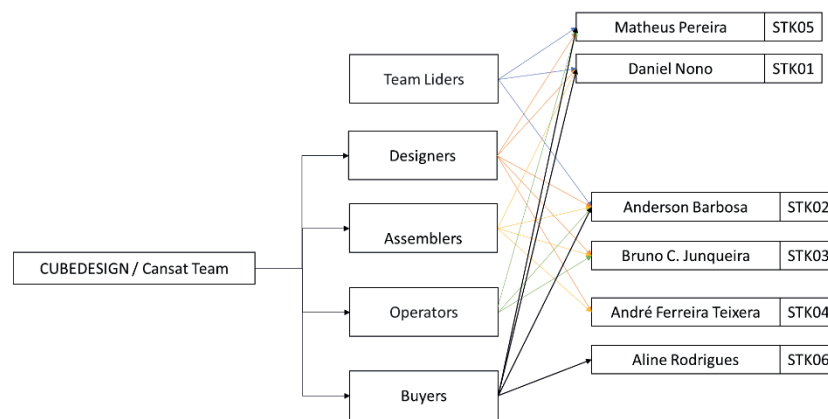 Matheus Pereira STK05
Team Liders
Daniel Nono STK01
Designers
Anderson Barbosa STK02
Assemblers
Bruno C. Junqueira STK03
CUBEDESIGN / Cansat Team
Operators
André Ferreira Teixera STK04
Aline Rodrigues STK06
Buyers